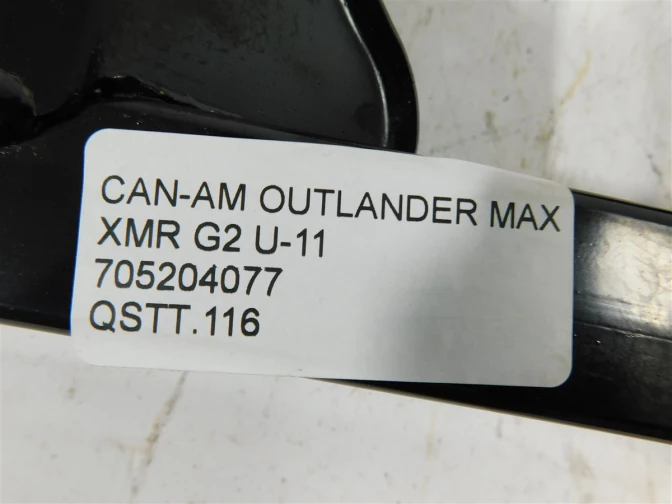 CAN-AM OUTLANDER MAX
XMR G2 U-11
705204077
QSTT.116